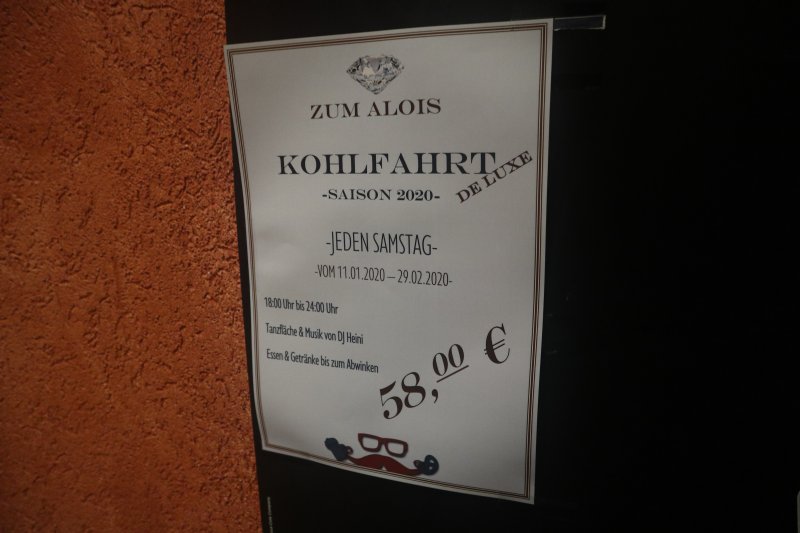 ZUM ALOIS
KOHLFAHRT
DE LUXE
-SAISON 2020-
-JEDEN SAMSTAG-
-VOM 11.01.2020 – 29.02.2020-
18:00 Uhr bis 24:00 Uhr
Tanzfläche & Musik von DJ Heini
Essen & Getränke bis zum Abwinken
58,00 €